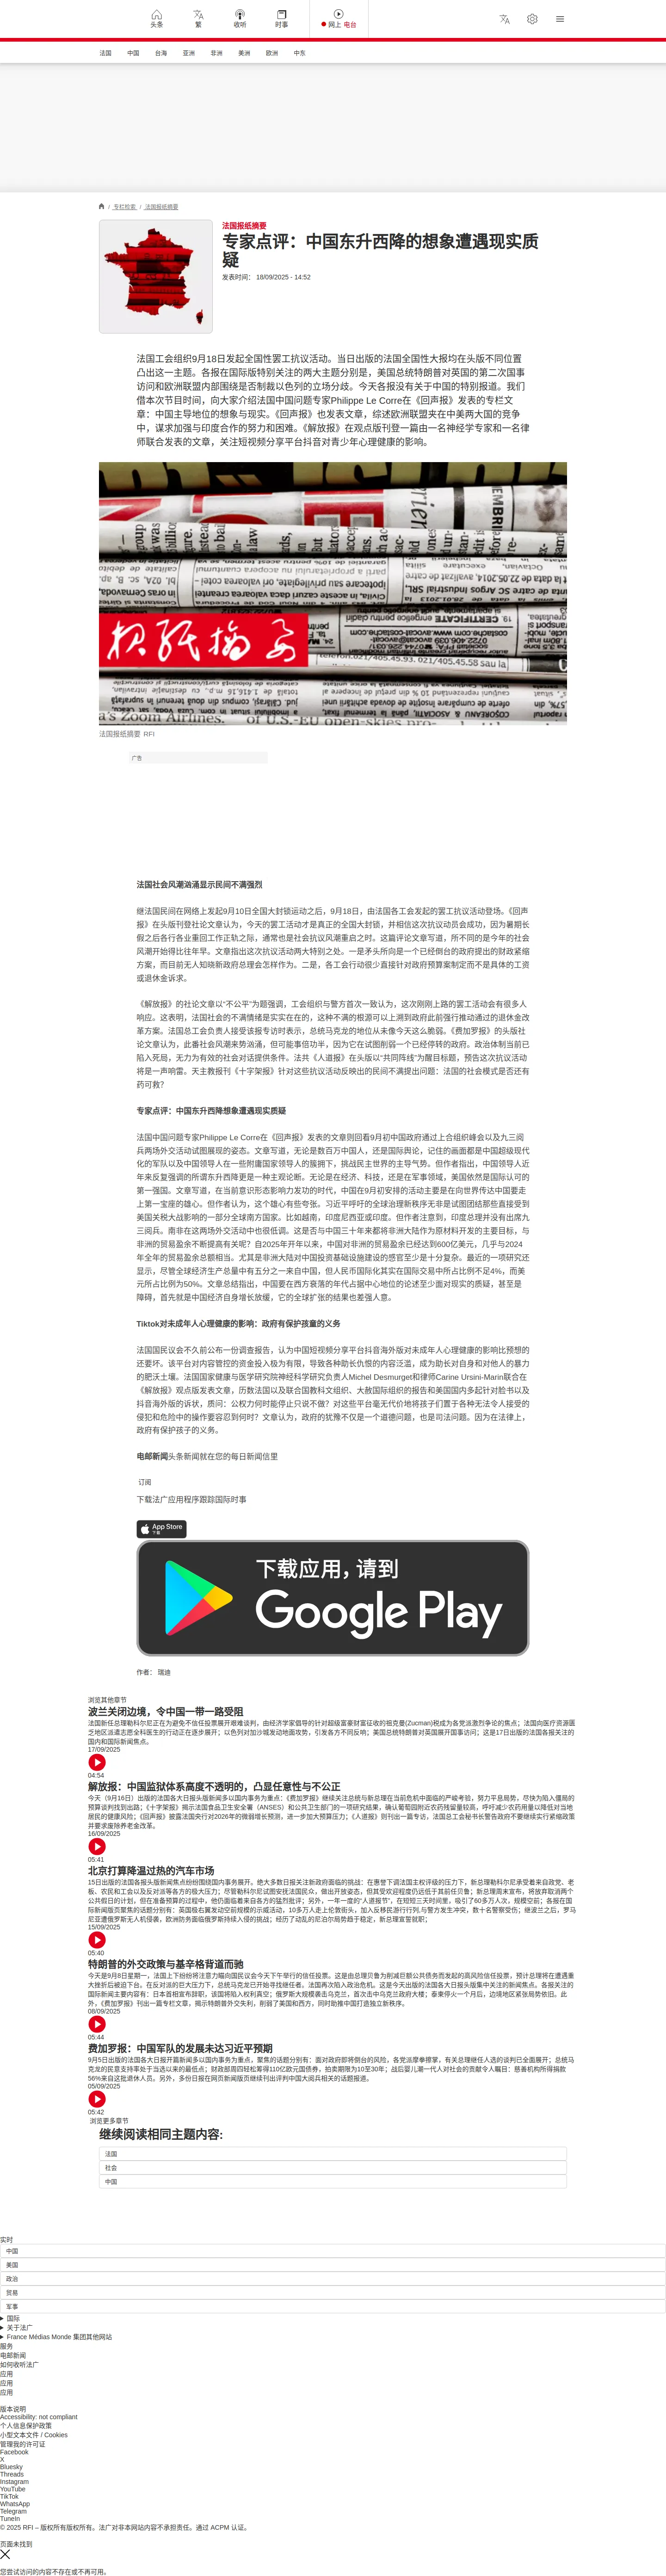 头条
繁
收听
时事
网上 电台
法国
中国
台海
亚洲
非洲
美洲
欧洲
中东
/ 专栏检索 / 法国报纸摘要
法国报纸摘要
专家点评：中国东升西降的想象遭遇现实质
疑
发表时间： 18/09/2025 - 14:52
法国工会组织9月18日发起全国性罢工抗议活动。当日出版的法国全国性大报均在头版不同位置
凸出这一主题。各报在国际版特别关注的两大主题分别是，美国总统特朗普对英国的第二次国事
访问和欧洲联盟内部围绕是否制裁以色列的立场分歧。今天各报没有关于中国的特别报道。我们
借本次节目时间，向大家介绍法国中国问题专家Philippe Le Corre在《回声报》发表的专栏文
章：中国主导地位的想象与现实。《回声报》也发表文章，综述欧洲联盟夹在中美两大国的竞争
中，谋求加强与印度合作的努力和困难。《解放报》在观点版刊登一篇由一名神经学专家和一名律
师联合发表的文章，关注短视频分享平台抖音对青少年心理健康的影响。
报纸摘要
法国报纸摘要 RFI
广告
法国社会风潮汹涌显示民间不满强烈
继法国民间在网络上发起9月10日全国大封锁运动之后，9月18日，由法国各工会发起的罢工抗议活动登场。《回声
报》在头版刊登社论文章认为，今天的罢工活动才是真正的全国大封锁，并相信这次抗议动员会成功，因为暑期长
假之后各行各业重回工作正轨之际，通常也是社会抗议风潮重启之时。这篇评论文章写道，所不同的是今年的社会
风潮开始得比往年早。文章指出这次抗议活动两大特别之处。一是矛头所向是一个已经倒台的政府提出的财政紧缩
方案，而目前无人知晓新政府总理会怎样作为。二是，各工会行动很少直接针对政府预算案制定而不是具体的工资
或退休金诉求。
《解放报》的社论文章以“不公平”为题强调，工会组织与警方首次一致认为，这次刚刚上路的罢工活动会有很多人
响应。这表明，法国社会的不满情绪是实实在在的，这种不满的根源可以上溯到政府此前强行推动通过的退休金改
革方案。法国总工会负责人接受该报专访时表示，总统马克龙的地位从未像今天这么脆弱。《费加罗报》的头版社
论文章认为，此番社会风潮来势汹涌，但可能事倍功半，因为它在试图削弱一个已经停转的政府。政治体制当前已
陷入死局，无力为有效的社会对话提供条件。法共《人道报》在头版以“共同阵线”为醒目标题，预告这次抗议活动
将是一声响雷。天主教报刊《十字架报》针对这些抗议活动反映出的民间不满提出问题：法国的社会模式是否还有
药可救？
专家点评：中国东升西降想象遭遇现实质疑
法国中国问题专家Philippe Le Corre在《回声报》发表的文章则回看9月初中国政府通过上合组织峰会以及九三阅
兵两场外交活动试图展现的姿态。文章写道，无论是数百万中国人，还是国际舆论，记住的画面都是中国超级现代
化的军队以及中国领导人在一些附庸国家领导人的簇拥下，挑战民主世界的主导气势。但作者指出，中国领导人近
年来反复强调的所谓东升西降更是一种主观论断。无论是在经济、科技，还是在军事领域，美国依然是国际认可的
第一强国。文章写道，在当前意识形态影响力发功的时代，中国在9月初安排的活动主要是在向世界传达中国要走
上第一宝座的雄心。但作者认为，这个雄心有些夸张。习近平呼吁的全球治理新秩序无非是试图团结那些直接受到
美国关税大战影响的一部分全球南方国家。比如越南，印度尼西亚或印度。但作者注意到，印度总理并没有出席九
三阅兵。南非在这两场外交活动中也很低调。这是否与中国三十年来都将非洲大陆作为原材料开发的主要目标，与
非洲的贸易盈余不断提高有关呢？自2025年开年以来，中国对非洲的贸易盈余已经达到600亿美元，几乎与2024
年全年的贸易盈余总额相当。尤其是非洲大陆对中国投资基础设施建设的感官至少是十分复杂。最近的一项研究还
显示，尽管全球经济生产总量中有五分之一来自中国，但人民币国际化其实在国际交易中所占比例不足4%，而美
元所占比例为50%。文章总结指出，中国要在西方衰落的年代占据中心地位的论述至少面对现实的质疑，甚至是
障碍，首先就是中国经济自身增长放缓，它的全球扩张的结果也差强人意。
Tiktok对未成年人心理健康的影响：政府有保护孩童的义务
法国国民议会不久前公布一份调查报告，认为中国短视频分享平台抖音海外版对未成年人心理健康的影响比预想的
还要坏。该平台对内容管控的资金投入极为有限，导致各种助长仇恨的内容泛滥，成为助长对自身和对他人的暴力
的肥沃土壤。法国国家健康与医学研究院神经科学研究负责人Michel Desmurget和律师Carine Ursini-Marin联合在
《解放报》观点版发表文章，历数法国以及联合国教科文组织、大赦国际组织的报告和美国国内多起针对脸书以及
抖音海外版的诉状，质问：公权力何时能停止只说不做？对这些平台毫无代价地将孩子们置于各种无法令人接受的
侵犯和危险中的操作要容忍到何时？文章认为，政府的犹豫不仅是一个道德问题，也是司法问题。因为在法律上，
政府有保护孩子的义务。
电邮新闻头条新闻就在您的每日新闻信里
订阅
下载法广应用程序跟踪国际时事
App Store
下载
下载应用，请到
Google Play
作者： 瑞迪
浏览其他章节
波兰关闭边境，令中国一带一路受阻
法国新任总理勒科尔尼正在为避免不信任投票展开艰难谈判，由经济学家倡导的针对超级富豪财富征收的祖克曼(Zucman)税成为各党派激烈争论的焦点；法国向医疗资源匮
乏地区派遣志愿全科医生的行动正在逐步展开；以色列对加沙城发动地面攻势，引发各方不同反响；美国总统特朗普对英国展开国事访问；这是17日出版的法国各报关注的
国内和国际新闻焦点。
17/09/2025
04:54
解放报：中国监狱体系高度不透明的，凸显任意性与不公正
今天（9月16日）出版的法国各大日报头版新闻多以国内事务为重点：《费加罗报》继续关注总统与新总理在当前危机中面临的严峻考验，努力平息局势，尽快为陷入僵局的
预算谈判找到出路；《十字架报》揭示法国食品卫生安全署（ANSES）和公共卫生部门的一项研究结果，确认葡萄园附近农药残留量较高，呼吁减少农药用量以降低对当地
居民的健康风险；《回声报》披露法国央行对2026年的微弱增长预测，进一步加大预算压力；《人道报》则刊出一篇专访，法国总工会秘书长警告政府不要继续实行紧缩政策
并要求废除养老金改革。
16/09/2025
05:41
北京打算降温过热的汽车市场
15日出版的法国各报头版新闻焦点纷纷围绕国内事务展开。绝大多数日报关注新政府面临的挑战：在惠誉下调法国主权评级的压力下，新总理勒科尔尼承受着来自政党、老
板、农民和工会以及反对派等各方的极大压力；尽管勒科尔尼试图安抚法国民众，做出开放姿态，但其受欢迎程度仍远低于其前任贝鲁；新总理周末宣布，将放弃取消两个
公共假日的计划，但在准备预算的过程中，他仍面临着来自各方的猛烈批评；另外，一年一度的“人道报节”，在短短三天时间里，吸引了60多万人次，规模空前；各报在国
际新闻版页聚焦的话题分别有：英国极右翼发动空前规模的示威活动，10多万人走上伦敦街头，加入反移民游行行列,与警方发生冲突，数十名警察受伤；继波兰之后，罗马
尼亚遭俄罗斯无人机侵袭，欧洲防务面临俄罗斯持续入侵的挑战；经历了动乱的尼泊尔局势趋于稳定，新总理宣誓就职；
15/09/2025
05:40
特朗普的外交政策与基辛格背道而驰
今天是9月8日星期一，法国上下纷纷将注意力瞄向国民议会今天下午举行的信任投票。这是由总理贝鲁为削减巨额公共债务而发起的高风险信任投票，预计总理将在遭遇重
大挫折后被迫下台。在反对派的巨大压力下，总统马克龙已开始寻找继任者。法国再次陷入政治危机。这是今天出版的法国各大日报头版集中关注的新闻焦点。各报关注的
国际新闻主要内容有：日本首相宣布辞职，该国将陷入权利真空；俄罗斯大规模袭击乌克兰，首次击中乌克兰政府大楼；泰柬停火一个月后，边境地区紧张局势依旧。此
外，《费加罗报》刊出一篇专栏文章，揭示特朗普外交失利，削弱了美国和西方，同时助推中国打造独立新秩序。
08/09/2025
05:44
费加罗报：中国军队的发展未达习近平预期
9月5日出版的法国各大日报开篇新闻多以国内事务为重点，聚焦的话题分别有：面对政府即将倒台的风险，各党派摩拳擦掌，有关总理继任人选的谈判已全面展开；总统马
克龙的民意支持率处于当选以来的最低点；财政部周四轻松筹得110亿欧元国债券，拍卖期限为10至30年；战后婴儿潮一代人对社会的贡献令人瞩目：慈善机构所得捐款
56%来自这批退休人员。另外，多份日报在网页新闻版页继续刊出评判中国大阅兵相关的话题报道。
05/09/2025
05:42
浏览更多章节
继续阅读相同主题内容:
法国
社会
中国
实时
中国
美国
政治
贸易
军事
国际
关于法广
France Médias Monde 集团其他网站
服务
电邮新闻
如何收听法广
应用
应用
应用
版本说明
Accessibility: not compliant
个人信息保护政策
小型文本文件 / Cookies
管理我的许可证
Facebook
X
Bluesky
Threads
Instagram
YouTube
TikTok
WhatsApp
Telegram
TuneIn
© 2025 RFI – 版权所有版权所有。法广对非本网站内容不承担责任。通过 ACPM 认证。
页面未找到
您尝试访问的内容不存在或不再可用。